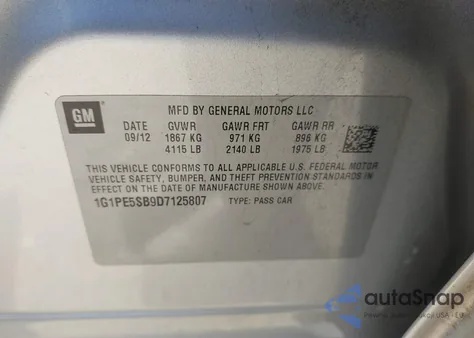 GM
MFD BY GENERAL MOTORS LLC
DATE GVWR GAWR FRT GAWR RR
09/12 1867 KG 971 KG 896 KG
4115 LB 2140 LB 1975 LB
THIS VEHICLE CONFORMS TO ALL APPLICABLE U.S. FEDERAL MOTOR
VEHICLE SAFETY, BUMPER, AND THEFT PREVENTION STANDARDS
IN EFFECT ON THE DATE OF MANUFACTURE SHOWN ABOVE.
1G1PE5SB9D7125807 TYPE: PASS CAR
autoSnap
USA - EU